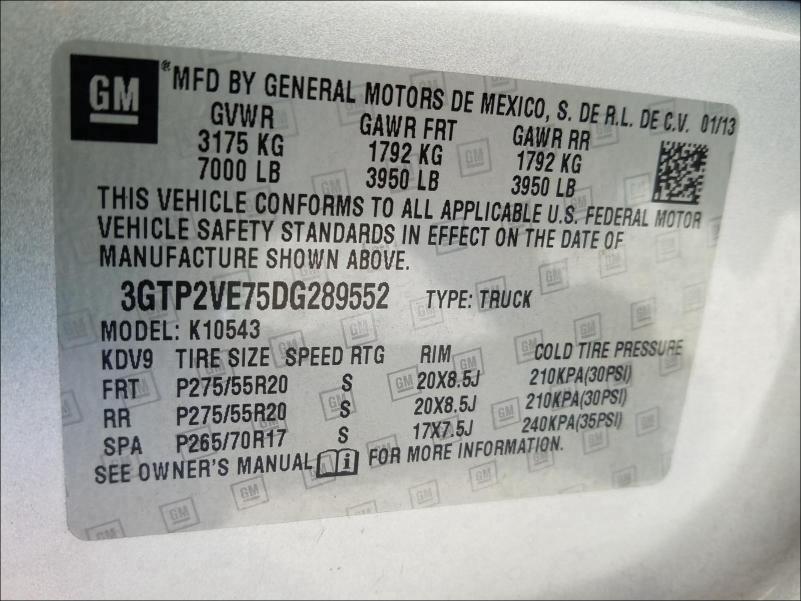 GM ®MFD BY GENERAL MOTORS DE MEXICO, S. DE R.L. DE C.V. 01/13
GVWR GAWR FRT GAWR RR
3175 KG 1792 KG 1792 KG
7000 LB 3950 LB 3950 LB
THIS VEHICLE CONFORMS TO ALL APPLICABLE U.S. FEDERAL MOTOR
VEHICLE SAFETY STANDARDS IN EFFECT ON THE DATE OF
MANUFACTURE SHOWN ABOVE.
3GTP2VE75DG289552 TYPE: TRUCK
MODEL: K10543
KDV9 TIRE SIZE SPEED RTG RIM COLD TIRE PRESSURE
FRT P275/55R20 S 20X8.5J 210KPA(30PSI)
RR P275/55R20 S 20X8.5J 210KPA(30PSI)
SPA P265/70R17 S 17X7.5J 240KPA(35PSI)
SEE OWNER'S MANUAL i FOR MORE INFORMATION.